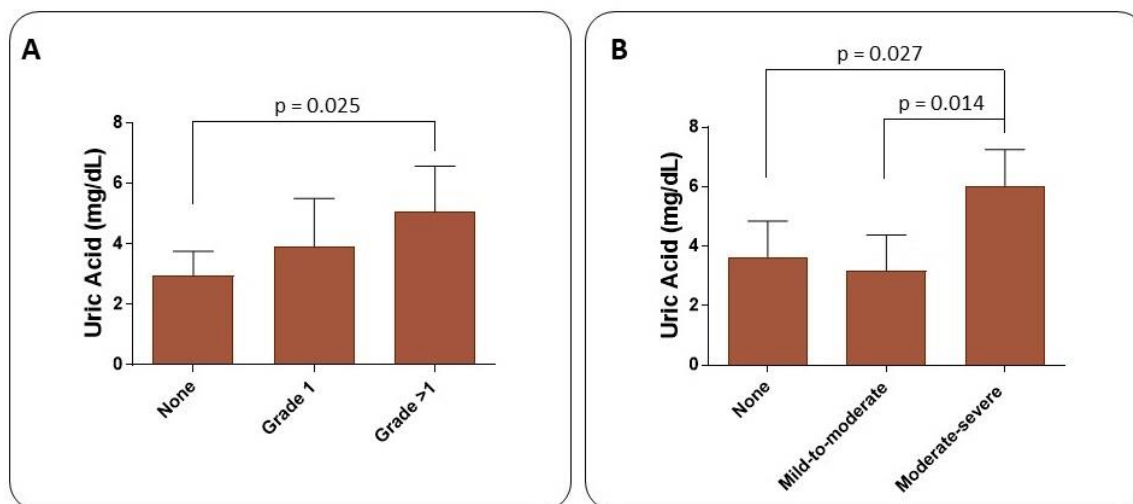 A
p = 0.025
Uric Acid (mg/dL)
8
6
4
2
0
None
Grade 1
Grade >1
B
p = 0.027
p = 0.014
Uric Acid (mg/dL)
8
6
4
2
0
None
Mild-to-moderate
Moderate-severe